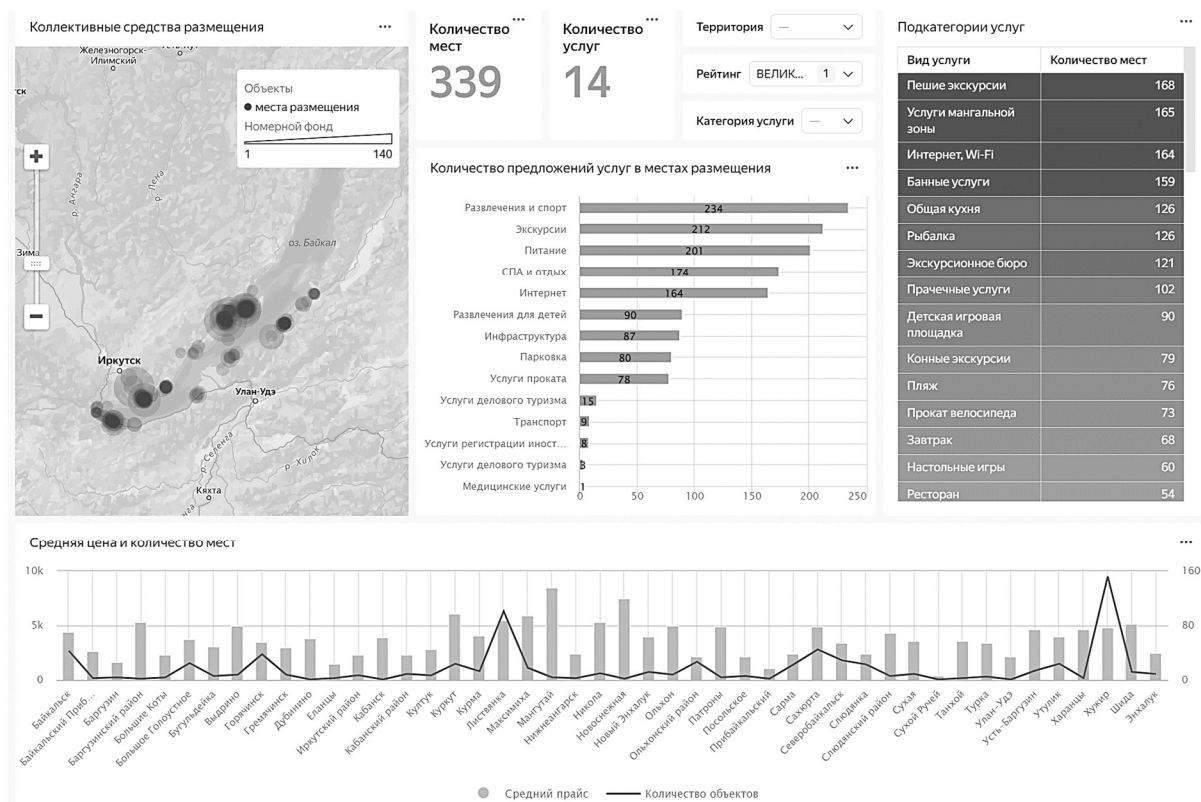 Коллективные средства размещения
Железногорск-
Илимский
Зима
р. Ангара
р. Лена
оз. Байкал
Иркутск
Улан-Удэ
р. Селенга
р. Хилок
Кяхта
Объекты
места размещения
Номерной фонд
1
140
+
−
Количество
мест
339
Количество
услуг
14
Территория —
Рейтинг ВЕЛИК... 1
Категория услуги —
Количество предложений услуг в местах размещения
Развлечения и спорт 234
Экскурсии 212
Питание 201
СПА и отдых 174
Интернет 164
Развлечения для детей 90
Инфраструктура 87
Парковка 80
Услуги проката 78
Услуги делового туризма 15
Транспорт 9
Услуги регистрации иност... 8
Услуги делового туризма 3
Медицинские услуги 1
0 50 100 150 200 250
Подкатегории услуг
Вид услуги Количество мест
Пешие экскурсии 168
Услуги мангальной
зоны 165
Интернет, Wi-Fi 164
Банные услуги 159
Общая кухня 126
Рыбалка 126
Экскурсионное бюро 121
Прачечные услуги 102
Детская игровая
площадка 90
Конные экскурсии 79
Пляж 76
Прокат велосипеда 73
Завтрак 68
Настольные игры 60
Ресторан 54
Средняя цена и количество мест
10k
5k
0
160
80
0
Байкальск
Байкальский Приб...
Баргузин
Баргузинский район
Большие Коты
Большое Голоустное
Бугульдейка
Выдрино
Горячинск
Гремячинск
Дубинино
Еланцы
Иркутский район
Кабанск
Кабанский район
Култук
Куркут
Курма
Листвянка
Максимиха
Мангутай
Нижнеангарск
Никола
Новоснежная
Новый Энхалук
Ольхон
Ольхонский район
Патроны
Посольское
Прибайкальский
Сарма
Сахюрта
Северобайкальск
Слюдянка
Слюдянский район
Сухая
Сухой Ручей
Танхой
Турка
Улан-Удэ
Усть-Баргузин
Утулик
Харанцы
Хужир
Шида
Энхалук
Средний прайс
Количество объектов